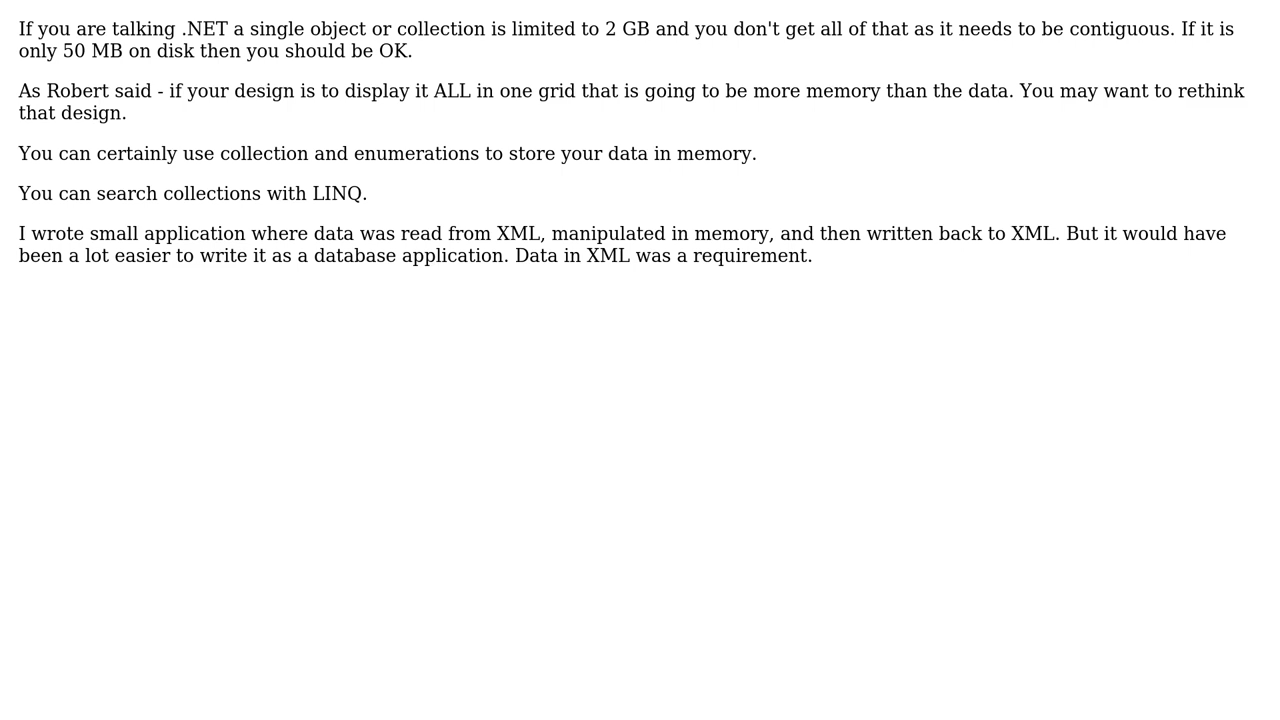 If you are talking .NET a single object or collection is limited to 2 GB and you don't get all of that as it needs to be contiguous. If it is
only 50 MB on disk then you should be OK.
As Robert said - if your design is to display it ALL in one grid that is going to be more memory than the data. You may want to rethink
that design.
You can certainly use collection and enumerations to store your data in memory.
You can search collections with LINQ.
I wrote small application where data was read from XML, manipulated in memory, and then written back to XML. But it would have
been a lot easier to write it as a database application. Data in XML was a requirement.